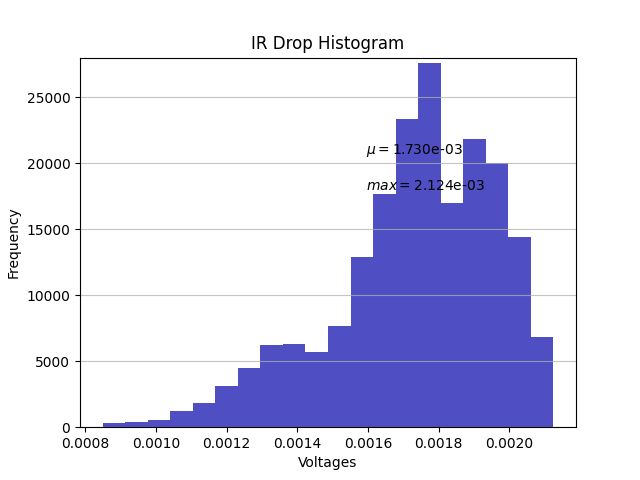 IR Drop Histogram
25000
20000
15000
10000
5000
0
Frequency
μ = 1.730e-03
max = 2.124e-03
0.0008 0.0010 0.0012 0.0014 0.0016 0.0018 0.0020
Voltages